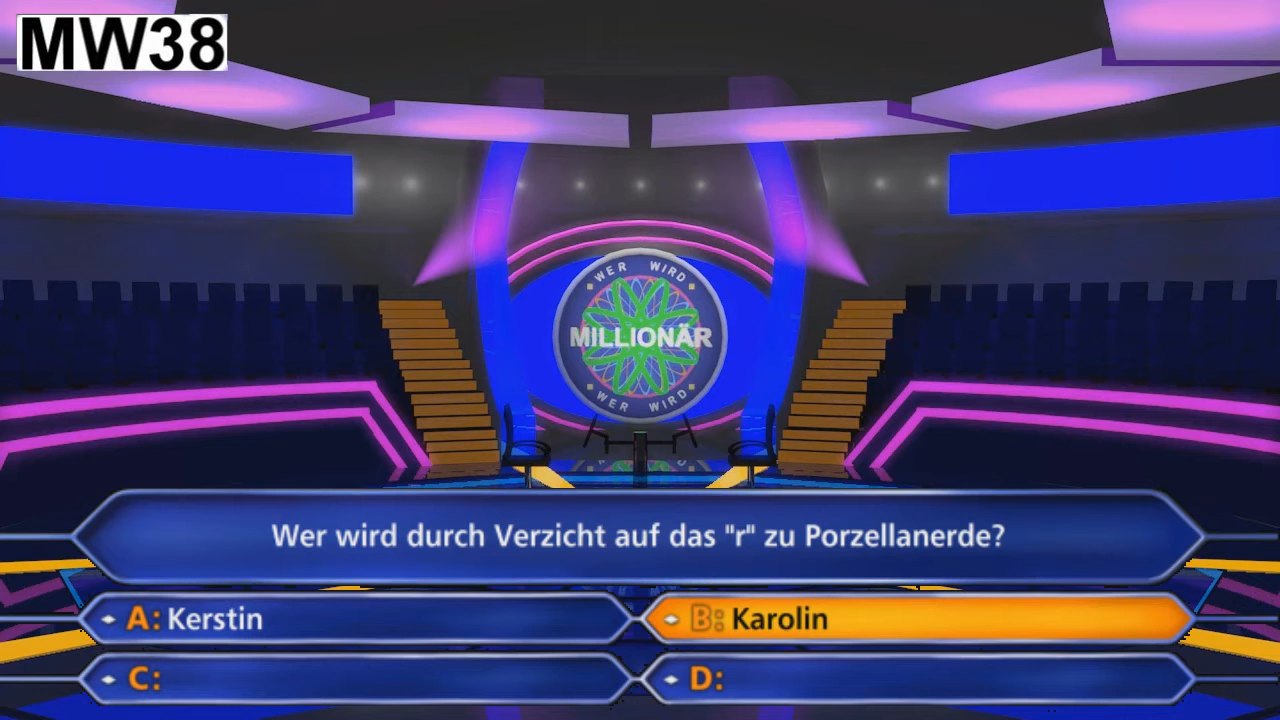 MW38
WER WIRD
MILLIONÄR
WER WIRD
Wer wird durch Verzicht auf das "r" zu Porzellanerde?
A: Kerstin
B: Karolin
C:
D: